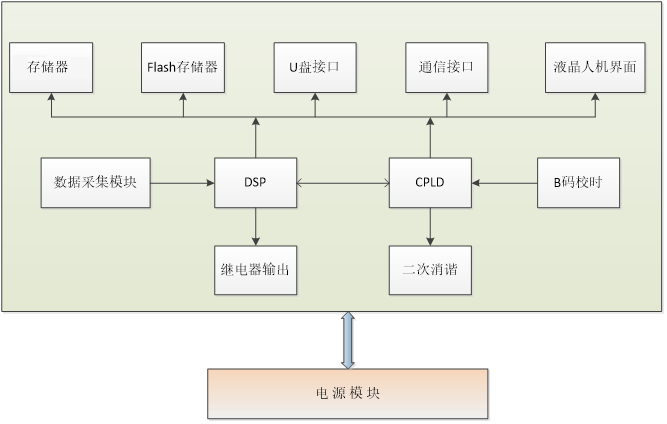 存储器
Flash存储器
U盘接口
通信接口
液晶人机界面
数据采集模块
DSP
CPLD
B码校时
继电器输出
二次消谐
电源模块